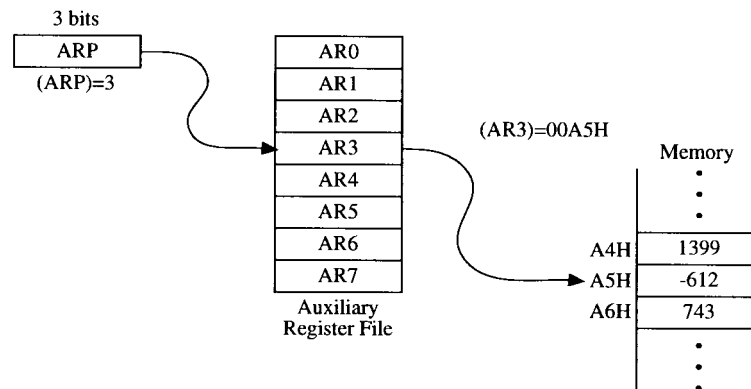 3 bits
ARP
(ARP)=3
AR0
AR1
AR2
AR3
AR4
AR5
AR6
AR7
Auxiliary
Register File
(AR3)=00A5H
Memory
A4H 1399
A5H -612
A6H 743